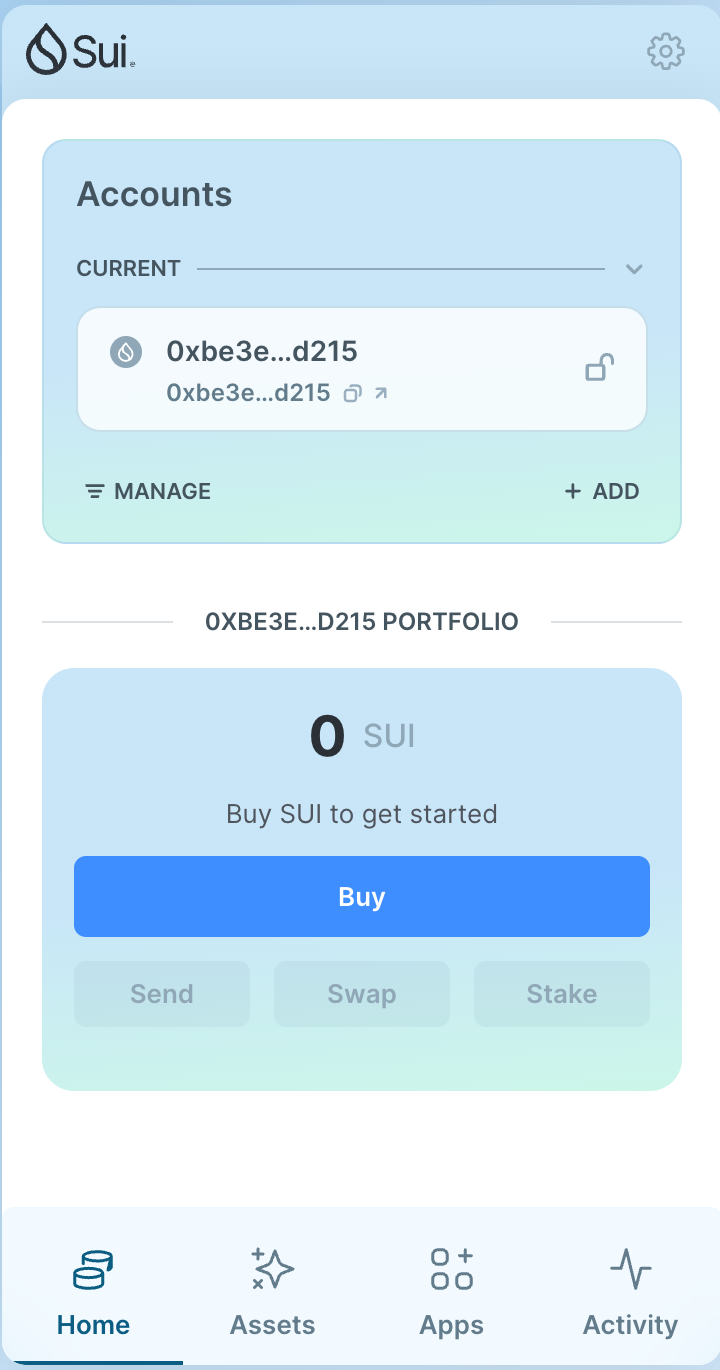 Sui
Accounts
CURRENT
0xbe3e...d215
0xbe3e...d215
MANAGE
ADD
0XBE3E...D215 PORTFOLIO
0 SUI
Buy SUI to get started
Buy
Send Swap Stake
Home Assets Apps Activity